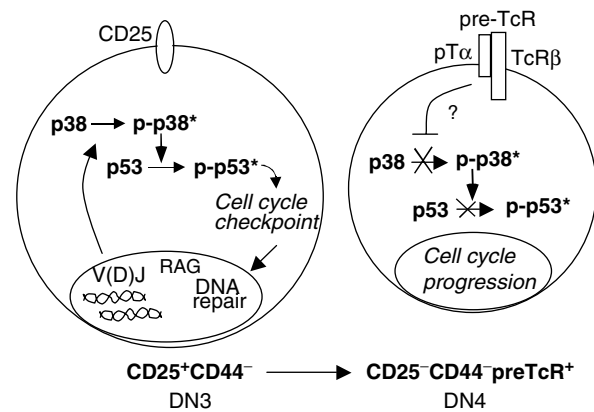 CD25
p38 → p-p38*
p53 → p-p53*
Cell cycle
checkpoint
V(D)J
RAG
DNA
repair
pre-TcR
pTα
TcRβ
?
p38 p-p38*
p53 p-p53*
Cell cycle
progression
CD25⁺CD44⁻ → CD25⁻CD44⁻preTcR⁺
DN3 DN4